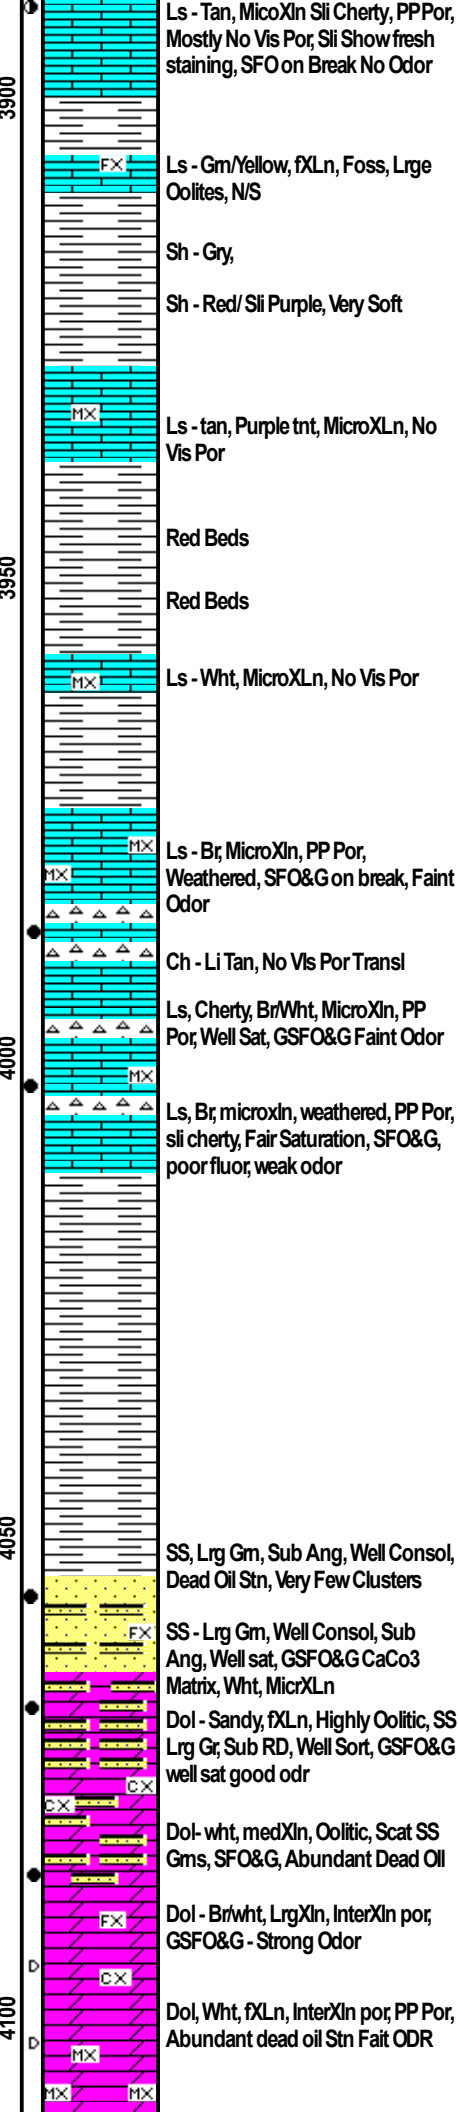 Ls - Tan, MicoXln Sli Cherty, PP Por,
Mostly No Vis Por, Sli Show fresh
staining, SFO on Break No Odor
3900
FX
Ls - Grn/Yellow, fXLn, Foss, Lrge
Oolites, N/S
Sh - Gry,
Sh - Red/ Sli Purple, Very Soft
MX
Ls - tan, Purple tnt, MicroXLn, No
Vis Por
Red Beds
3950
Red Beds
MX
Ls - Wht, MicroXLn, No Vis Por
MX
MX
Ls - Br, MicroXln, PP Por,
Weathered, SFO&G on break, Faint
Odor
Ch - Li Tan, No VIs Por Transl
Ls, Cherty, Br/Wht, MicroXln, PP
Por, Well Sat, GSFO&G Faint Odor
4000
MX
Ls, Br, microxln, weathered, PP Por,
sli cherty, Fair Saturation, SFO&G,
poor fluor, weak odor
4050
SS, Lrg Grn, Sub Ang, Well Consol,
Dead Oil Stn, Very Few Clusters
FX
SS - Lrg Grn, Well Consol, Sub
Ang, Well sat, GSFO&G CaCo3
Matrix, Wht, MicrXLn
Dol - Sandy, fXLn, Highly Oolitic, SS
Lrg Gr, Sub RD, Well Sort, GSFO&G
well sat good odr
CX
CX
Dol- wht, medXln, Oolitic, Scat SS
Grns, SFO&G, Abundant Dead OIl
FX
Dol - Br/wht, LrgXln, InterXln por,
GSFO&G - Strong Odor
D
CX
4100
Dol, Wht, fXLn, InterXln por, PP Por,
Abundant dead oil Stn Fait ODR
D
MX
MX
MX